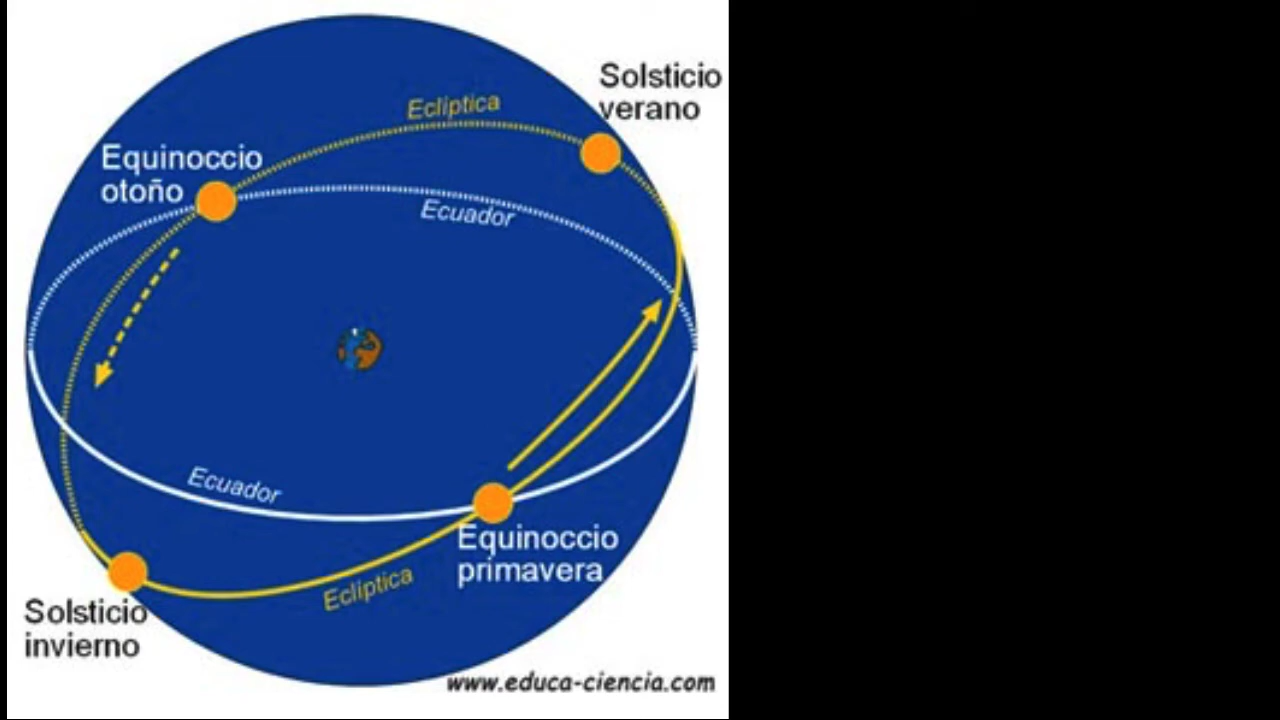 Solsticio
verano
Eclíptica
Equinoccio
otoño
Ecuador
Ecuador
Equinoccio
primavera
Eclíptica
Solsticio
invierno
www.educa-ciencia.com